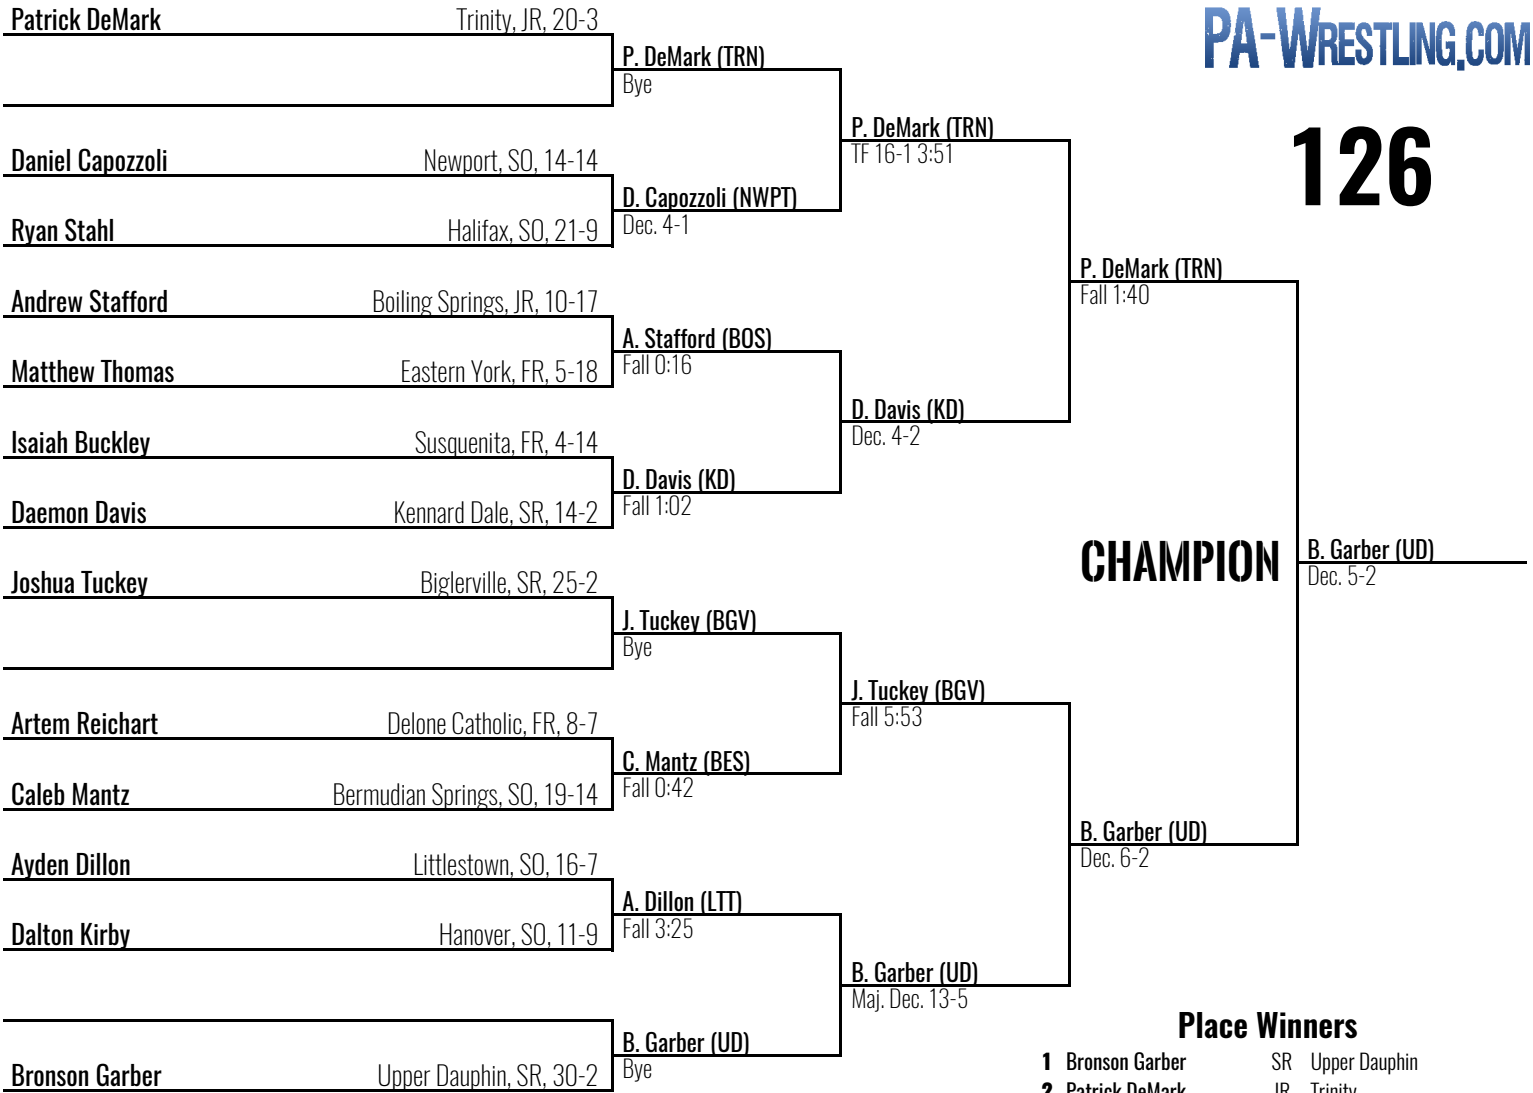 PA-WRESTLING.COM
126
Patrick DeMark Trinity, JR, 20-3
P. DeMark (TRN)
Bye
P. DeMark (TRN)
TF 16-1 3:51
Daniel Capozzoli Newport, SO, 14-14
D. Capozzoli (NWPT)
Dec. 4-1
Ryan Stahl Halifax, SO, 21-9
P. DeMark (TRN)
Fall 1:40
Andrew Stafford Boiling Springs, JR, 10-17
A. Stafford (BOS)
Fall 0:16
Matthew Thomas Eastern York, FR, 5-18
D. Davis (KD)
Dec. 4-2
Isaiah Buckley Susquenita, FR, 4-14
D. Davis (KD)
Fall 1:02
Daemon Davis Kennard Dale, SR, 14-2
CHAMPION
B. Garber (UD)
Dec. 5-2
Joshua Tuckey Biglerville, SR, 25-2
J. Tuckey (BGV)
Bye
J. Tuckey (BGV)
Fall 5:53
Artem Reichart Delone Catholic, FR, 8-7
C. Mantz (BES)
Fall 0:42
Caleb Mantz Bermudian Springs, SO, 19-14
B. Garber (UD)
Dec. 6-2
Ayden Dillon Littlestown, SO, 16-7
A. Dillon (LTT)
Fall 3:25
Dalton Kirby Hanover, SO, 11-9
B. Garber (UD)
Maj. Dec. 13-5
B. Garber (UD)
Bye
Bronson Garber Upper Dauphin, SR, 30-2
Place Winners
1 Bronson Garber SR Upper Dauphin
2 Patrick DeMark JR Trinity